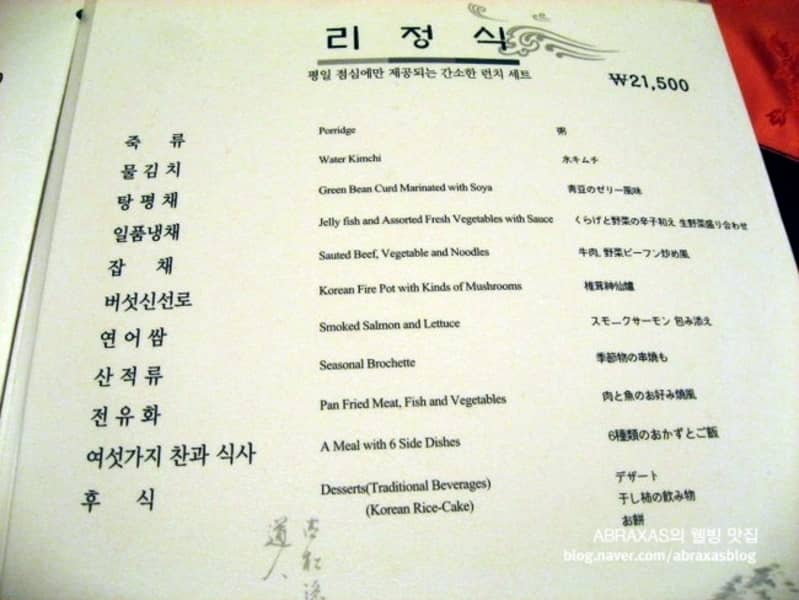 리 정 식
평일 점심에만 제공되는 간소한 런치 세트
₩21,500
죽 류 Porridge 粥
물 김 치 Water Kimchi 水キムチ
탕 평 채 Green Bean Curd Marinated with Soya 青豆のゼリー風味
일품냉채 Jelly fish and Assorted Fresh Vegetables with Sauce くらげと野菜の辛子和え 生野菜盛り合わせ
잡 채 Sauted Beef, Vegetable and Noodles 牛肉, 野菜ビーフン炒め風
버섯신선로 Korean Fire Pot with Kinds of Mushrooms 椎茸神仙爐
연 어 쌈 Smoked Salmon and Lettuce スモークサーモン 包み添え
산 적 류 Seasonal Brochette 季節物の串焼も
전 유 화 Pan Fried Meat, Fish and Vegetables 肉と魚のお好み焼風
여섯가지 찬과 식사 A Meal with 6 Side Dishes 6種類のおかずとご飯
후 식 Desserts(Traditional Beverages) デザート
(Korean Rice-Cake) 干し柿の飲み物
お餅
道人
ABRAXAS의 웰빙 맛집
blog.naver.com/abraxasblog